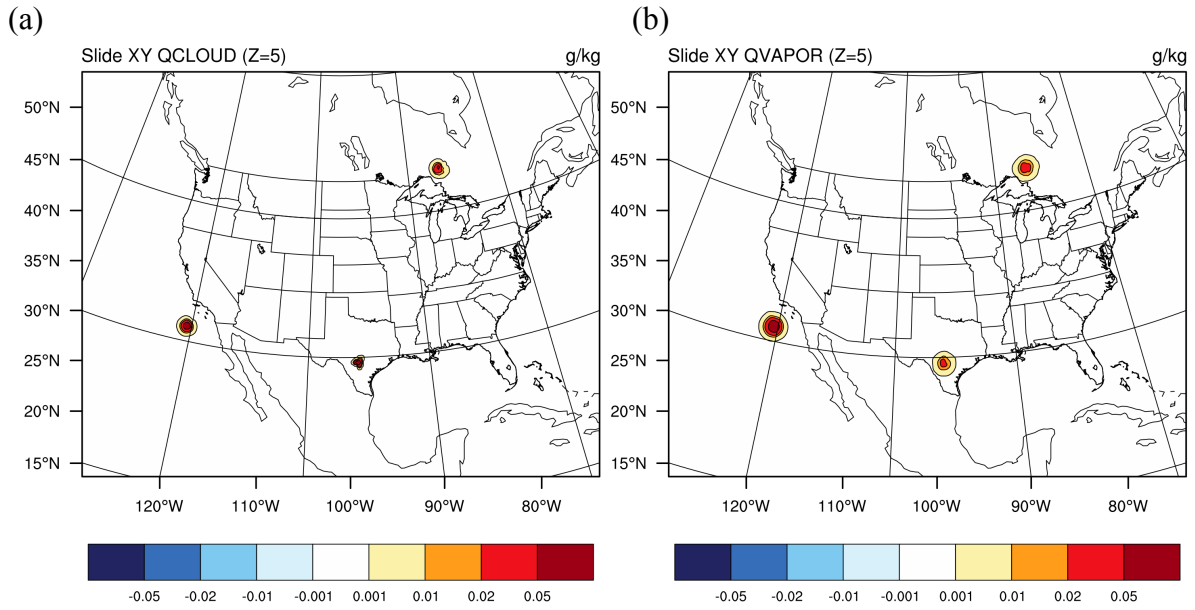 (a)
(b)
Slide XY QCLOUD (Z=5) g/kg
Slide XY QVAPOR (Z=5) g/kg
50°N
45°N
40°N
35°N
30°N
25°N
20°N
15°N
120°W 110°W 100°W 90°W 80°W
-0.05 -0.02 -0.01 -0.001 0.001 0.01 0.02 0.05
50°N
45°N
40°N
35°N
30°N
25°N
20°N
15°N
120°W 110°W 100°W 90°W 80°W
-0.05 -0.02 -0.01 -0.001 0.001 0.01 0.02 0.05